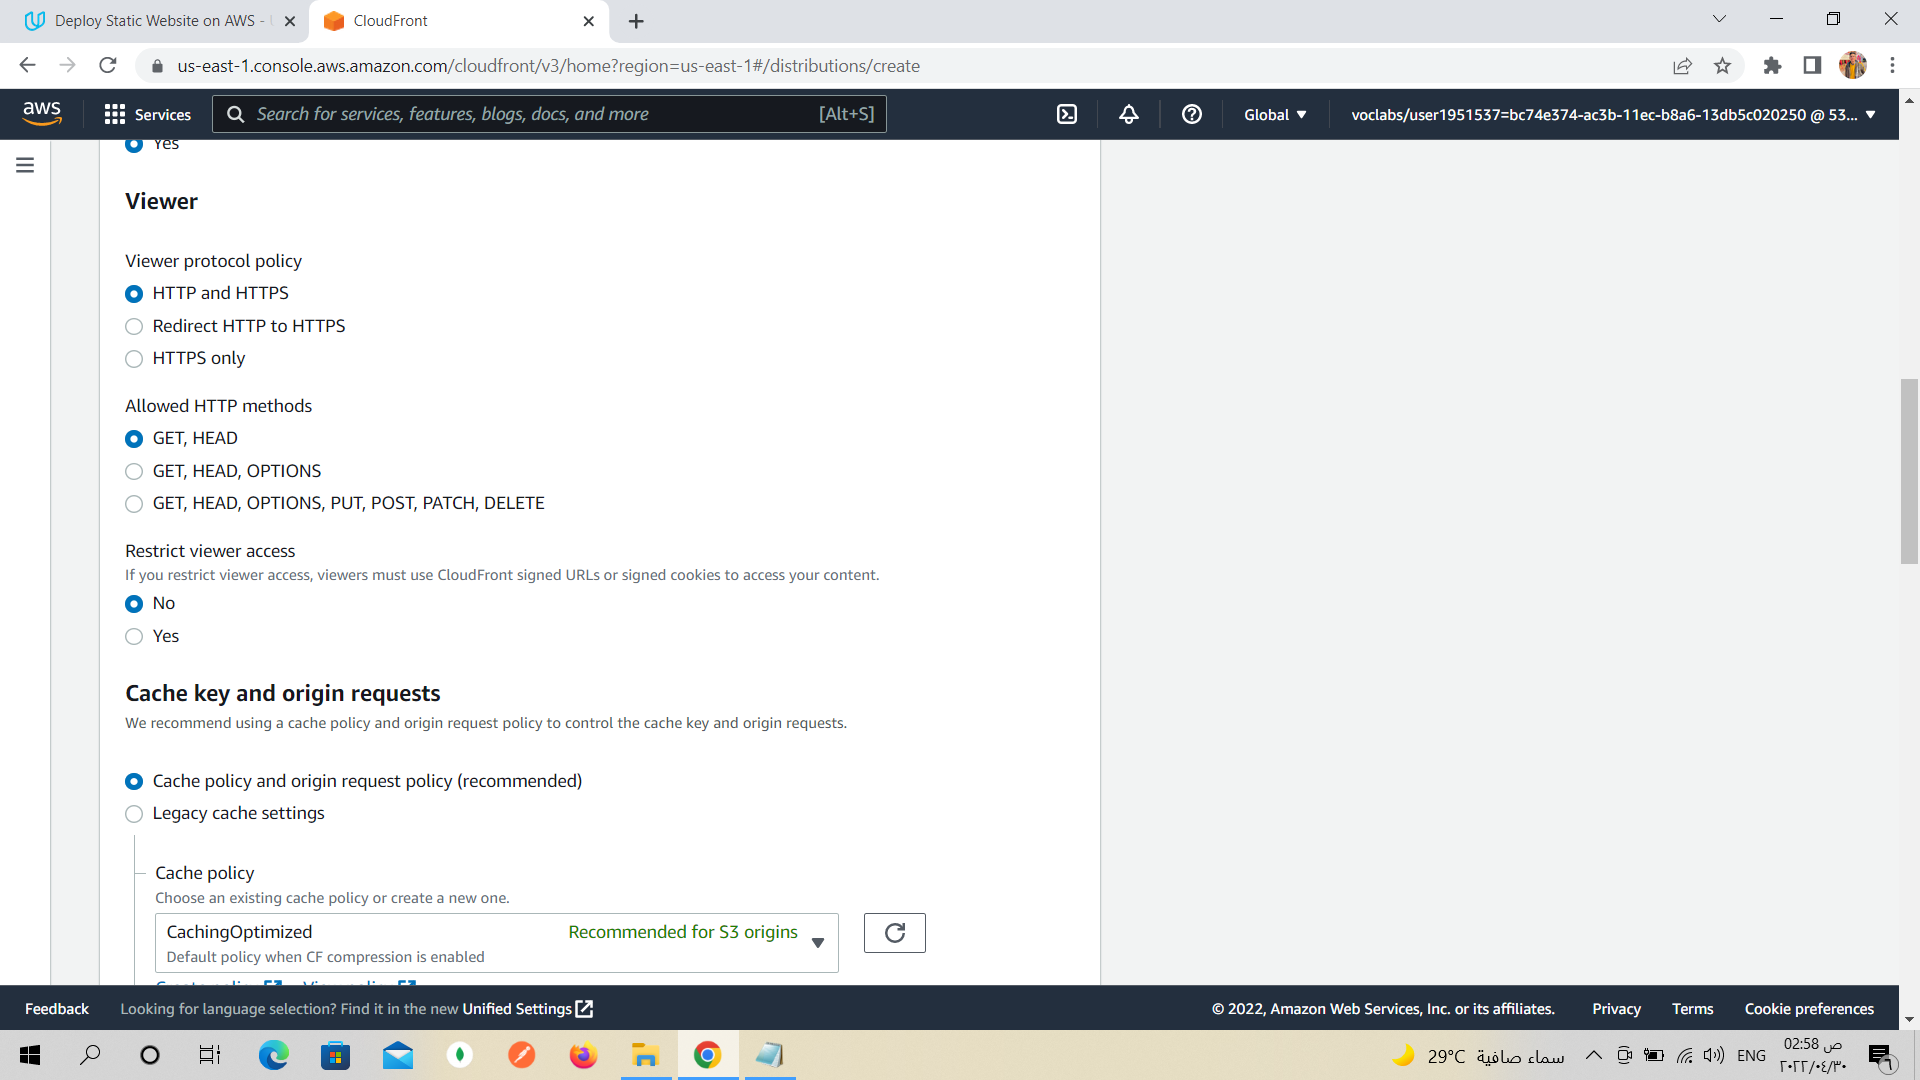 Deploy Static Website on AWS -
CloudFront
us-east-1.console.aws.amazon.com/cloudfront/v3/home?region=us-east-1#/distributions/create
aws
Services
Search for services, features, blogs, docs, and more
[Alt+S]
Global
voclabs/user1951537=bc74e374-ac3b-11ec-b8a6-13db5c020250 @ 53...
Yes
Viewer
Viewer protocol policy
HTTP and HTTPS
Redirect HTTP to HTTPS
HTTPS only
Allowed HTTP methods
GET, HEAD
GET, HEAD, OPTIONS
GET, HEAD, OPTIONS, PUT, POST, PATCH, DELETE
Restrict viewer access
If you restrict viewer access, viewers must use CloudFront signed URLs or signed cookies to access your content.
No
Yes
Cache key and origin requests
We recommend using a cache policy and origin request policy to control the cache key and origin requests.
Cache policy and origin request policy (recommended)
Legacy cache settings
Cache policy
Choose an existing cache policy or create a new one.
CachingOptimized
Recommended for S3 origins
Default policy when CF compression is enabled
Feedback
Looking for language selection? Find it in the new Unified Settings
© 2022, Amazon Web Services, Inc. or its affiliates.
Privacy
Terms
Cookie preferences
29°C
سماء صافية
ENG
02:58 ص
٢٠٢٢/٠٤/٣٠
٦